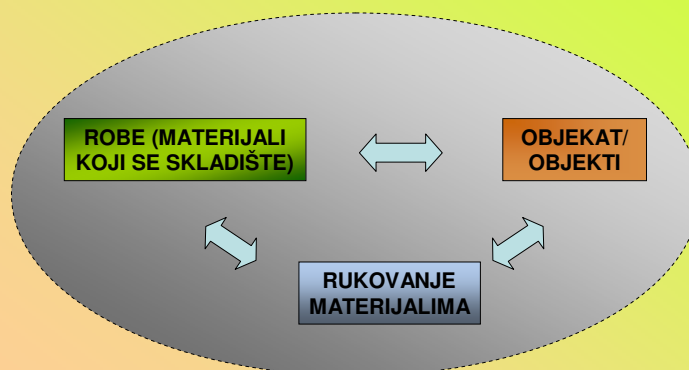 ROBE (MATERIJALI
KOJI SE SKLADIŠTE)
OBJEKAT/
OBJEKTI
RUKOVANJE
MATERIJALIMA